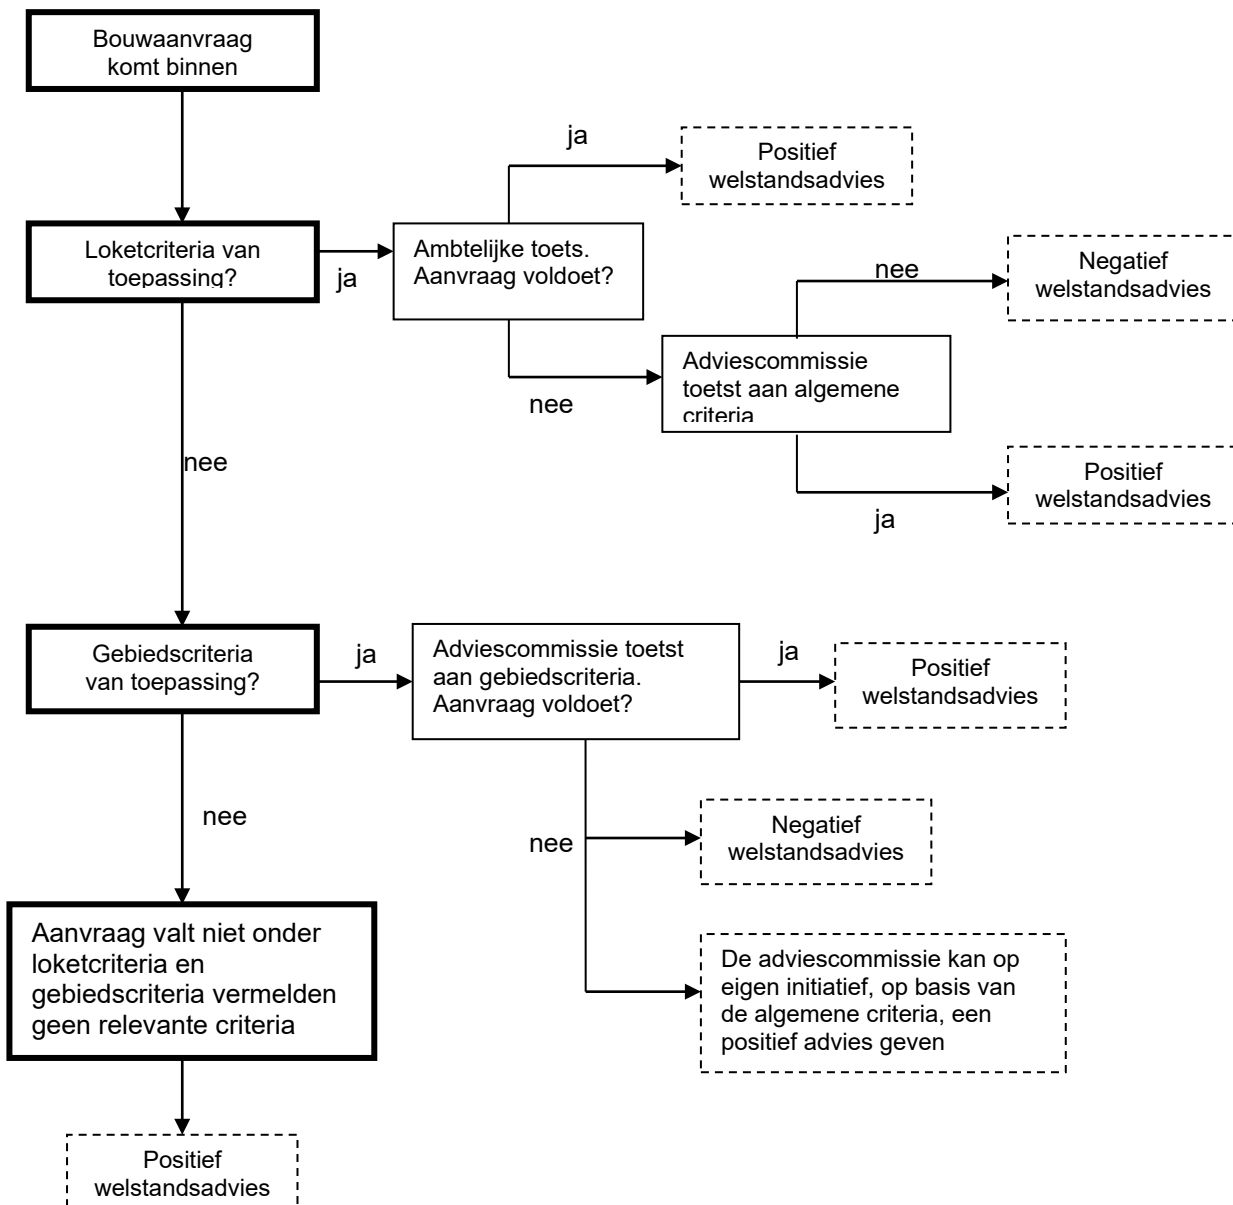 Bouwaanvraag
komt binnen
ja
Positief
welstandsadvies
Loketcriteria van
toepassing?
ja
Ambtelijke toets.
Aanvraag voldoet?
nee
Negatief
welstandsadvies
nee
Adviescommissie
toetst aan algemene
criteria
nee
Positief
welstandsadvies
ja
Gebiedscriteria
van toepassing?
ja
Adviescommissie toetst
aan gebiedscriteria.
Aanvraag voldoet?
ja
Positief
welstandsadvies
nee
nee
Negatief
welstandsadvies
Aanvraag valt niet onder
loketcriteria en
gebiedscriteria vermelden
geen relevante criteria
De adviescommissie kan op
eigen initiatief, op basis van
de algemene criteria, een
positief advies geven
Positief
welstandsadvies